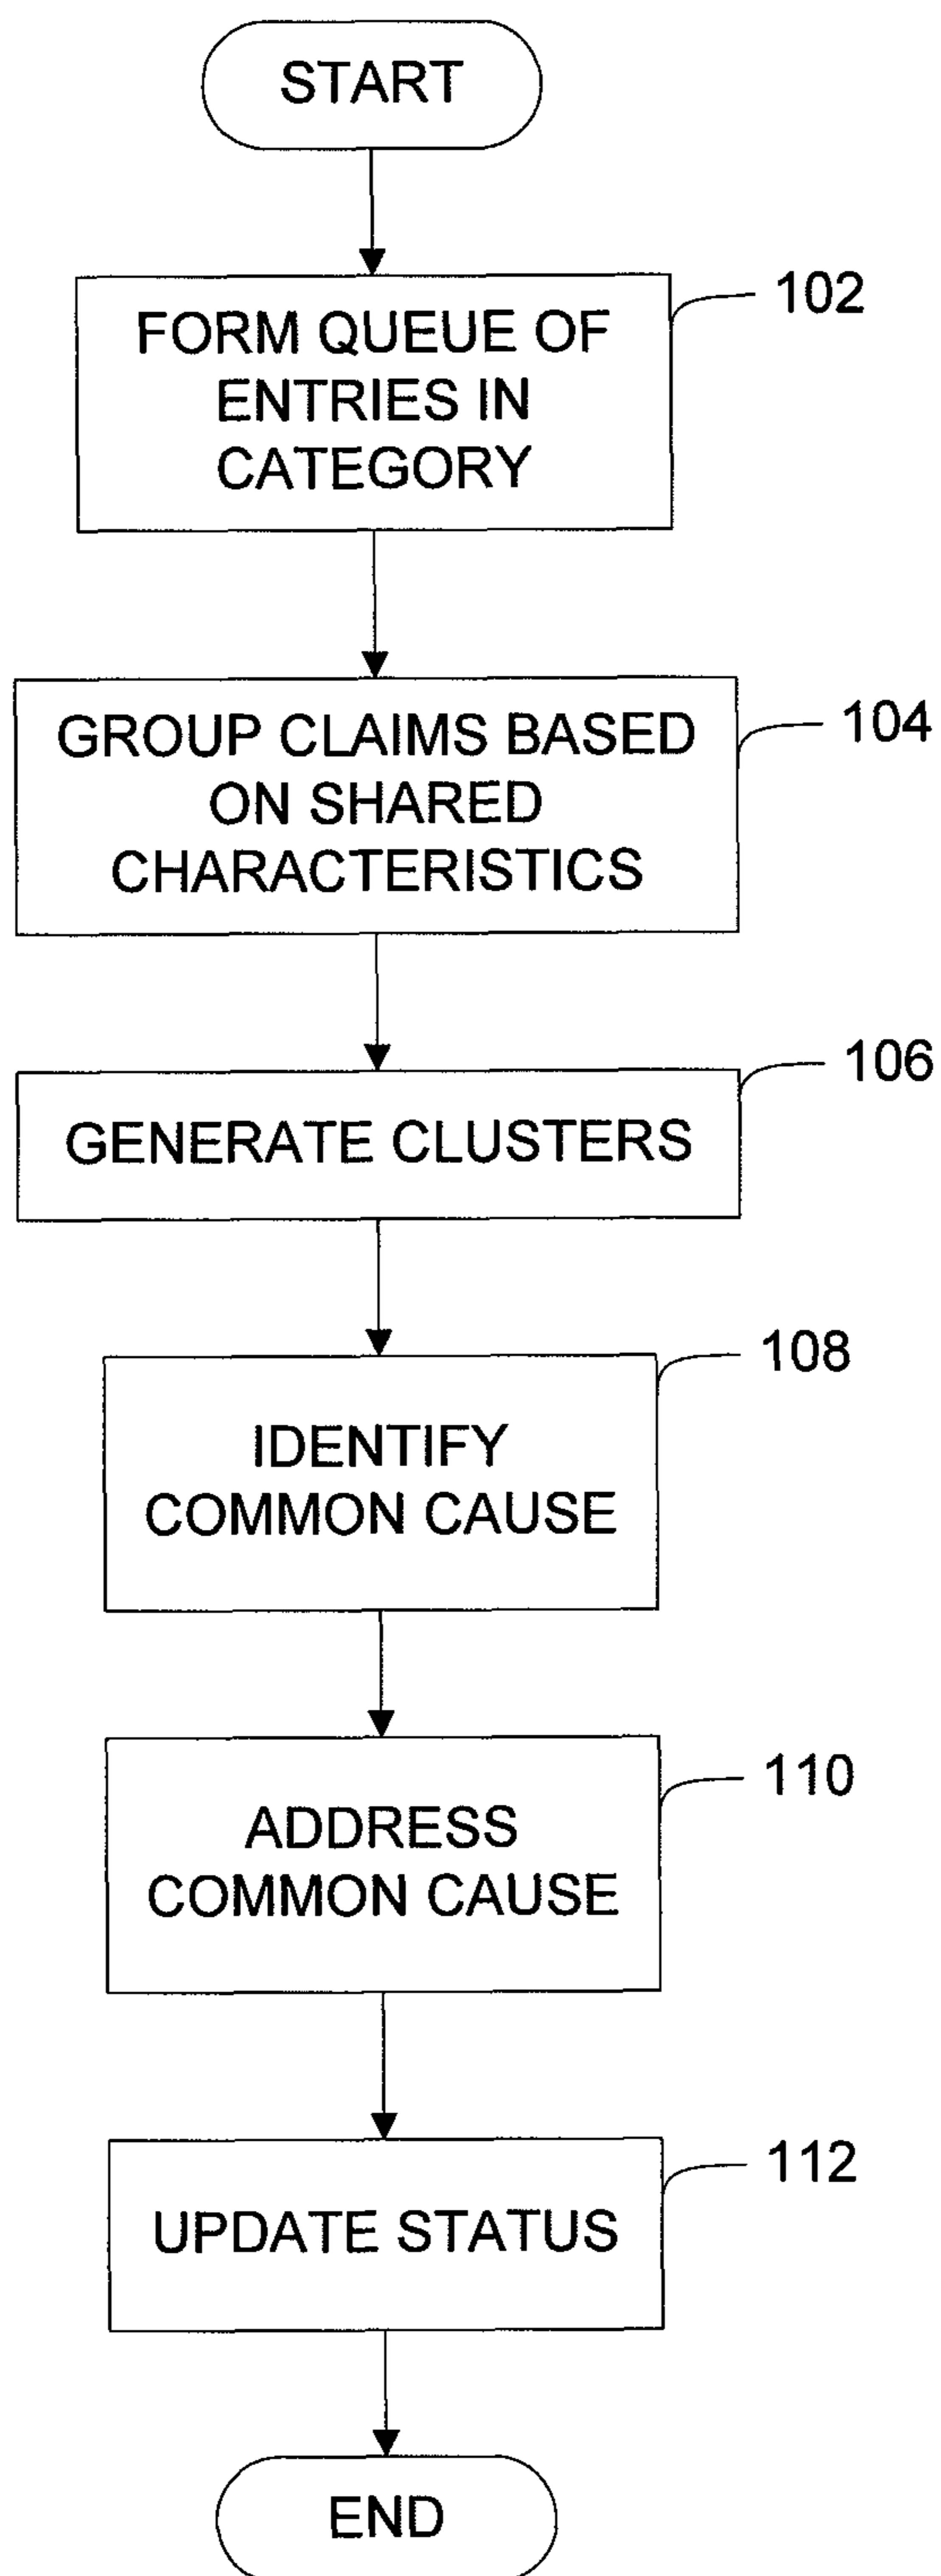 START
102
FORM QUEUE OF
ENTRIES IN
CATEGORY
104
GROUP CLAIMS BASED
ON SHARED
CHARACTERISTICS
106
GENERATE CLUSTERS
108
IDENTIFY
COMMON CAUSE
110
ADDRESS
COMMON CAUSE
112
UPDATE STATUS
END